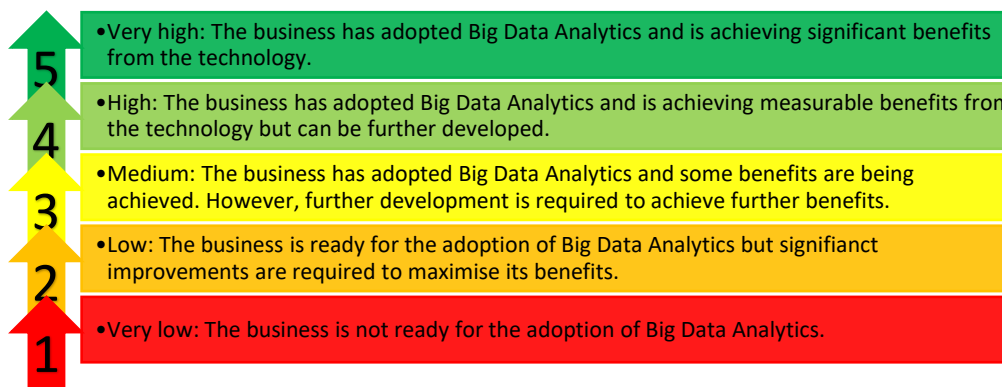 5
•Very high: The business has adopted Big Data Analytics and is achieving significant benefits
from the technology.
4
•High: The business has adopted Big Data Analytics and is achieving measurable benefits from
the technology but can be further developed.
3
•Medium: The business has adopted Big Data Analytics and some benefits are being
achieved. However, further development is required to achieve further benefits.
2
•Low: The business is ready for the adoption of Big Data Analytics but signifianct
improvements are required to maximise its benefits.
1
•Very low: The business is not ready for the adoption of Big Data Analytics.